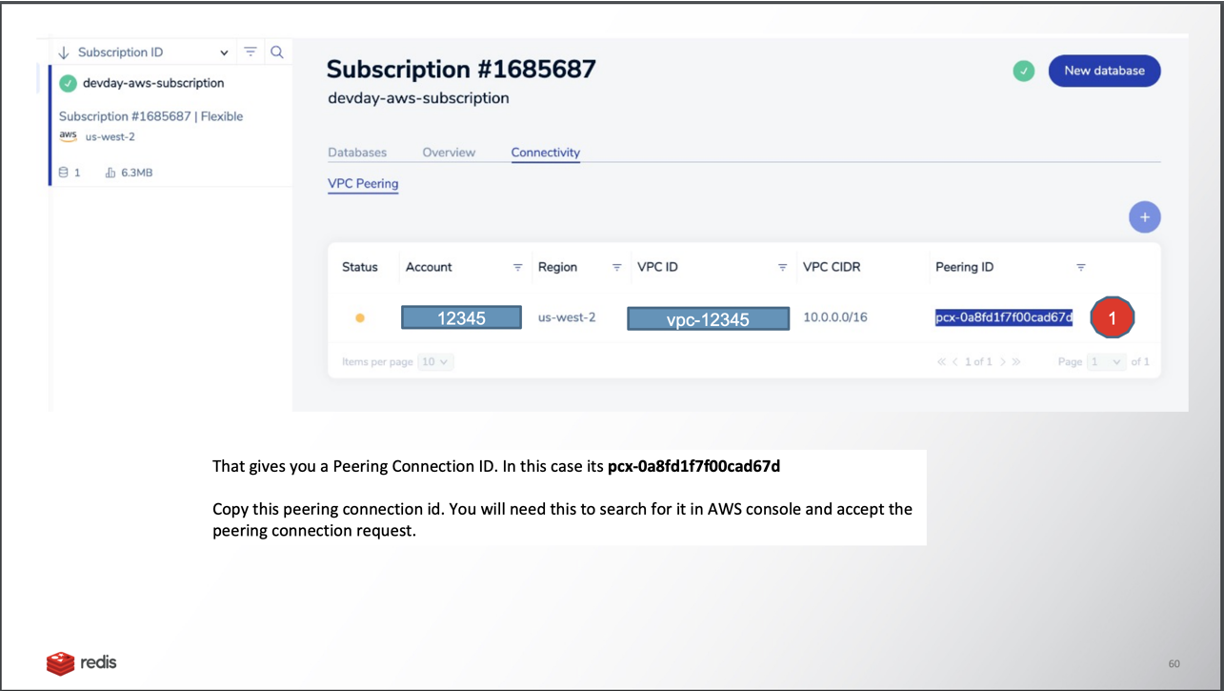 Subscription ID
devday-aws-subscription
Subscription #1685687 | Flexible
aws us-west-2
1 6.3MB
Subscription #1685687
devday-aws-subscription
New database
Databases Overview Connectivity
VPC Peering
+
Status Account Region VPC ID VPC CIDR Peering ID
12345 us-west-2 vpc-12345 10.0.0.0/16 pcx-0a8fd1f7f00cad67d 1
Items per page 10 « < 1 of 1 > » Page 1 of 1
That gives you a Peering Connection ID. In this case its pcx-0a8fd1f7f00cad67d
Copy this peering connection id. You will need this to search for it in AWS console and accept the
peering connection request.
redis
60